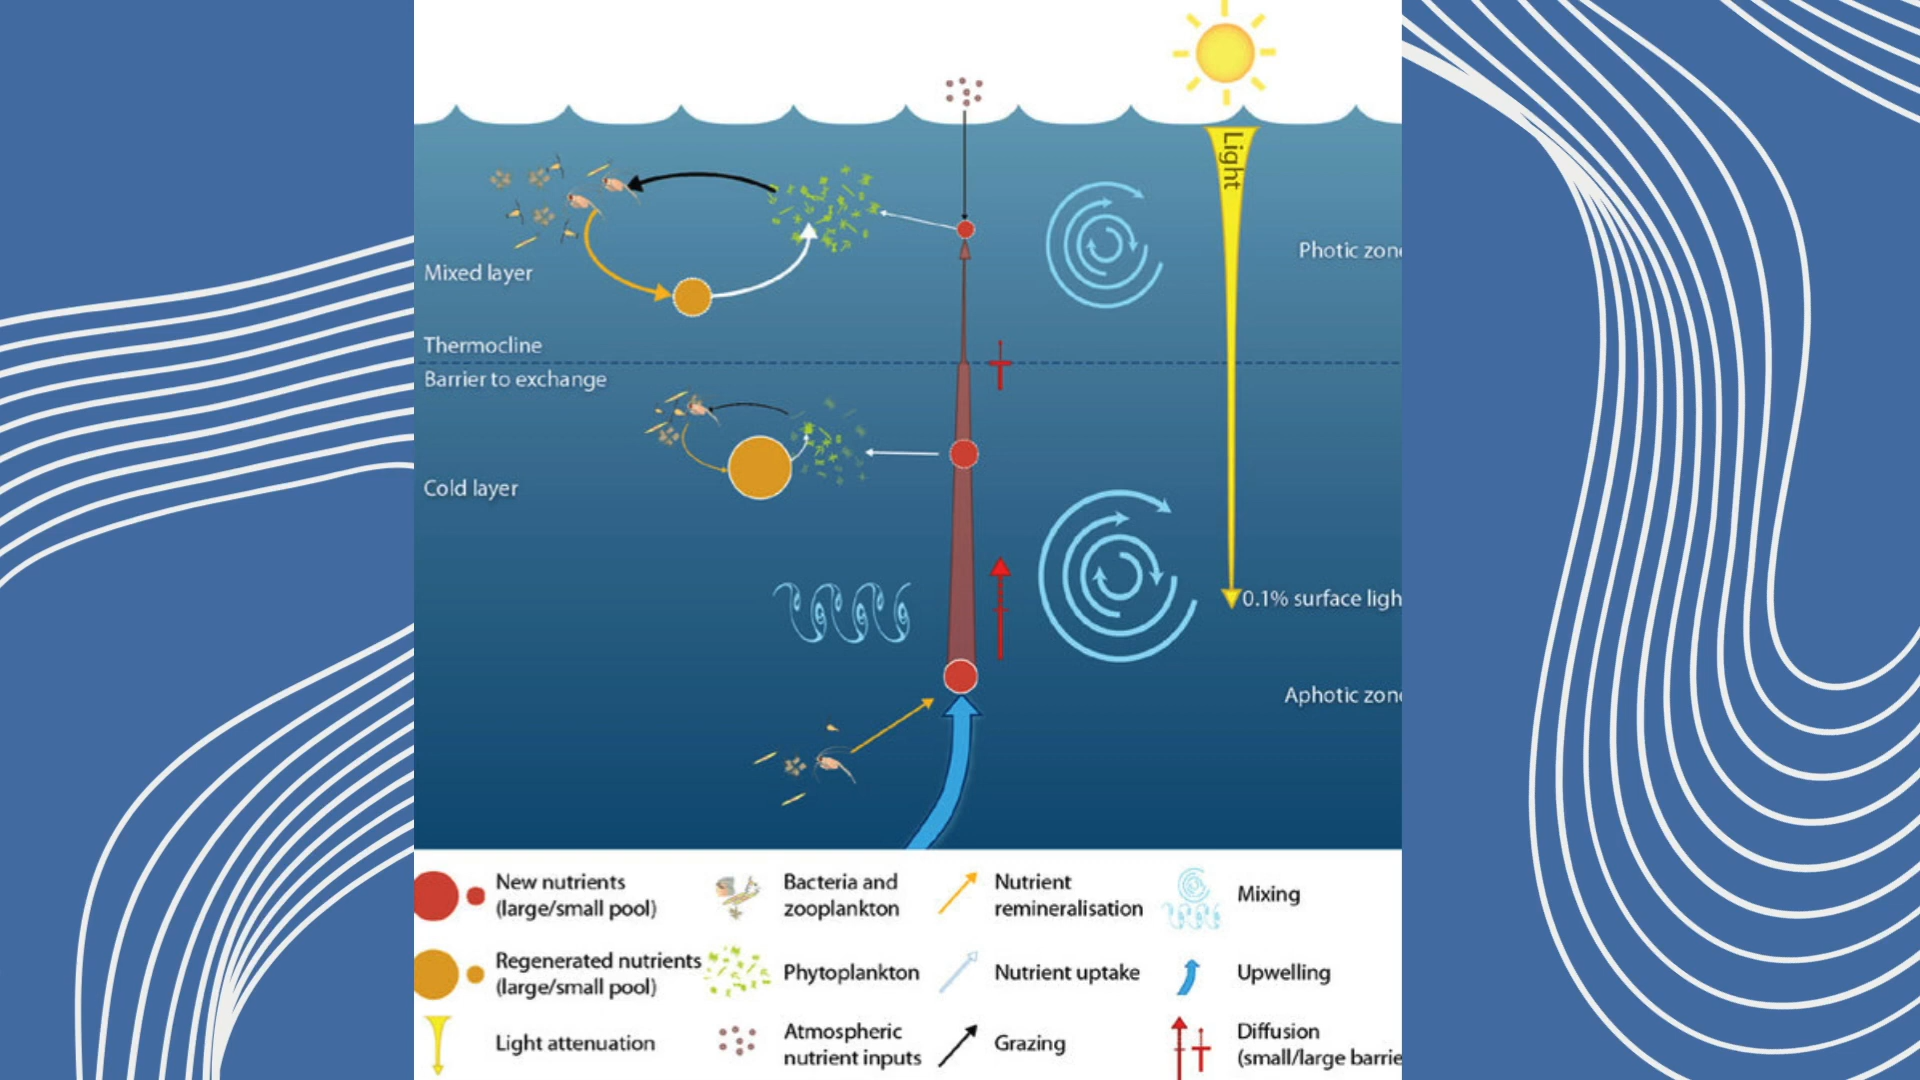 Light
Mixed layer
Photic zon
Thermocline
Barrier to exchange
Cold layer
0.1% surface ligh
Aphotic zon
New nutrients
(large/small pool)
Bacteria and
zooplankton
Nutrient
remineralisation
Mixing
Regenerated nutrients
(large/small pool)
Phytoplankton
Nutrient uptake
Upwelling
Light attenuation
Atmospheric
nutrient inputs
Grazing
Diffusion
(small/large barrie